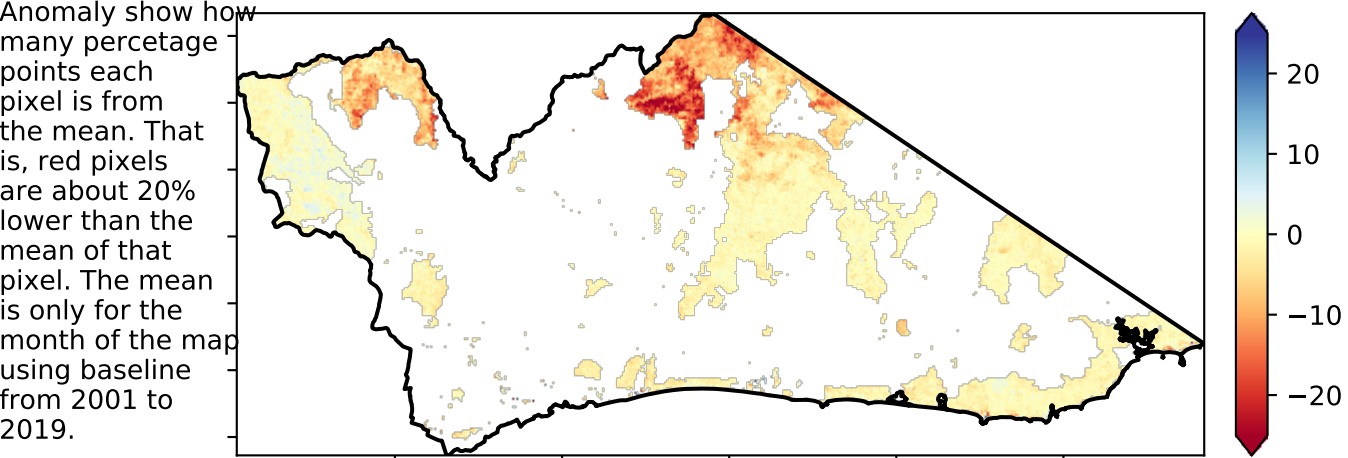 Anomaly show how
many percetage
points each
pixel is from
the mean. That
is, red pixels
are about 20%
lower than the
mean of that
pixel. The mean
is only for the
month of the map
using baseline
from 2001 to
2019.
20
10
0
−10
−20